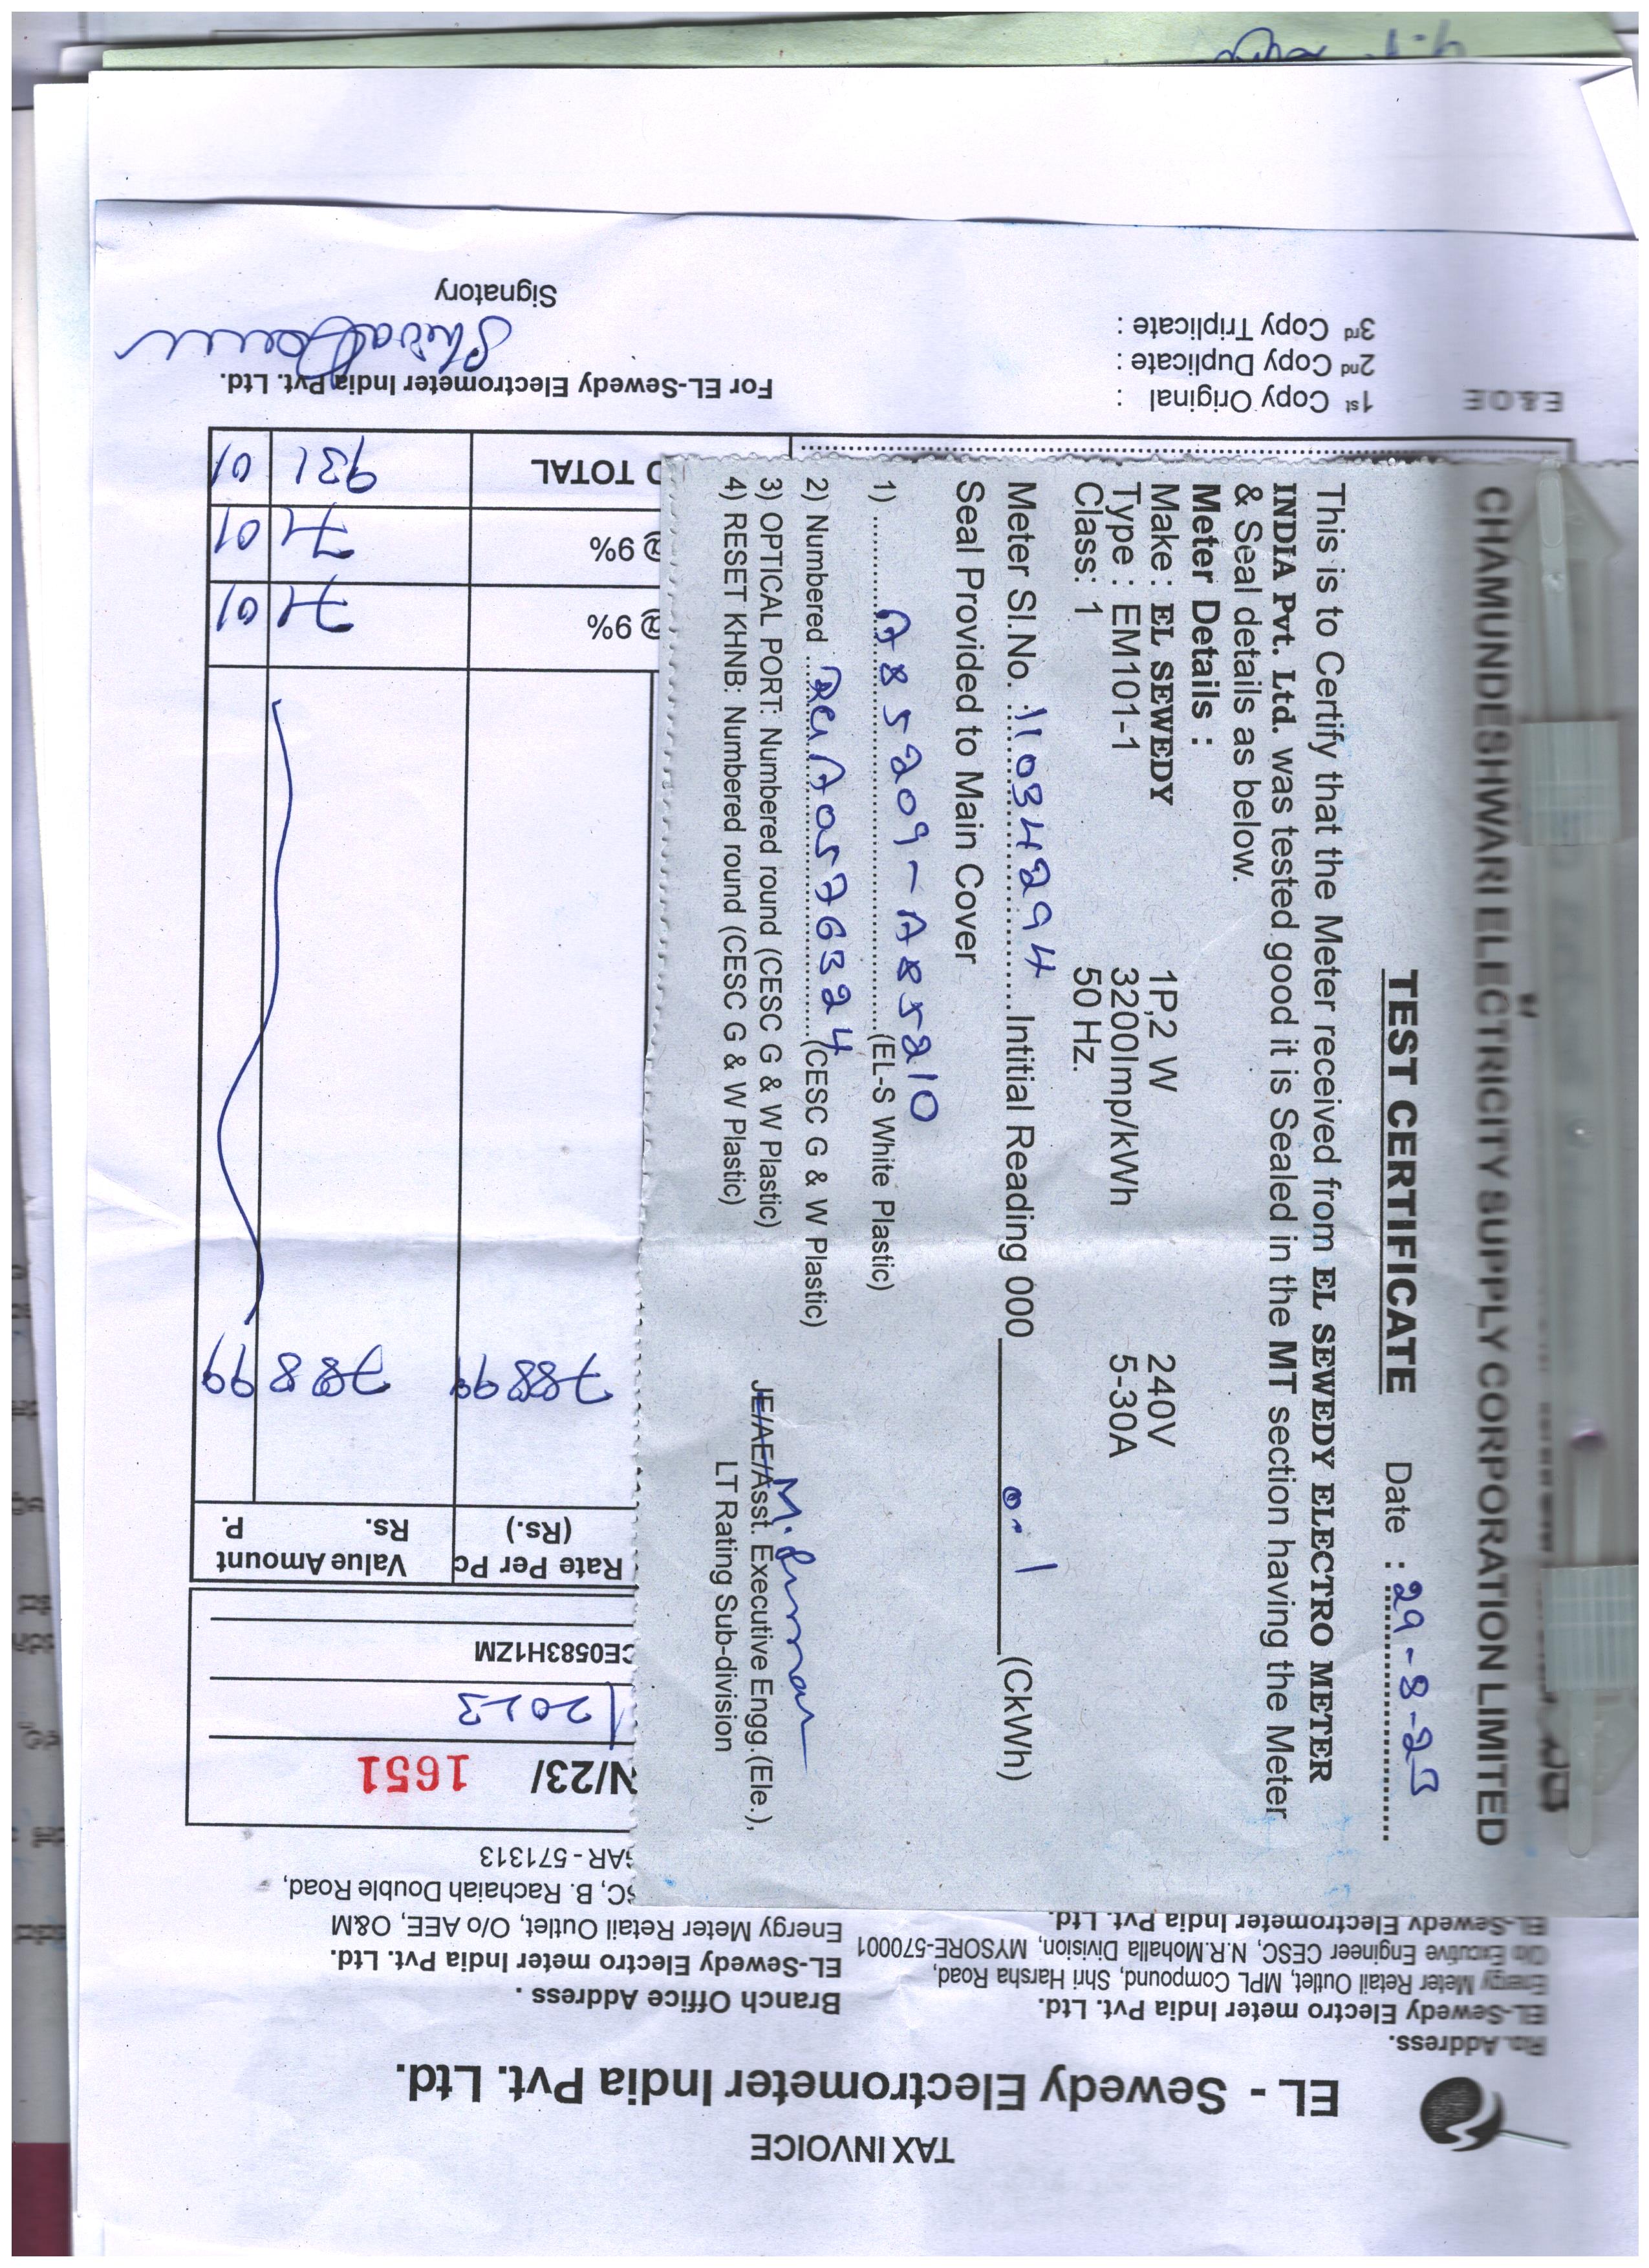 CHAMUNDESHWARI ELECTRICITY SUPPLY CORPORATION LIMITED
TEST CERTIFICATE Date : 29-8-23
This is to Certify that the Meter received from EL SEWEDY ELECTRO METER
INDIA Pvt. Ltd. was tested good it is Sealed in the MT section having the Meter
& Seal details as below.
Meter Details :
Make : EL SEWEDY 1P,2 W 240V
Type : EM101-1 3200Imp/kWh 5-30A
Class: 1 50 Hz.
Meter Sl.No. 11034294 Intitial Reading 000 0.1 (CkWh)
Seal Provided to Main Cover
1) A85209-A85210 (EL-S White Plastic)
2) Numbered A0576324 (CESC G & W Plastic)
3) OPTICAL PORT: Numbered round (CESC G & W Plastic)
4) RESET KHNB: Numbered round (CESC G & W Plastic)
JE/AE/Asst. Executive Engg.(Ele.),
LT Rating Sub-division
TAX INVOICE
EL - Sewedy Electrometer India Pvt. Ltd.
Address.
EL-Sewedy Electro meter India Pvt. Ltd.
Energy Meter Retail Outlet, MPL Compound, Shri Harsha Road,
Executive Engineer CESC, N.R.Mohalla Division, MYSORE-570001
EL-Sewedy Electrometer India Pvt. Ltd.
Branch Office Address .
EL-Sewedy Electro meter India Pvt. Ltd.
Energy Meter Retail Outlet, O/o AEE, O&M
SC, B. Rachaiah Double Road,
GAR - 571313
N/23/ 1651
2023
CE0583H1ZM
Rate Per Pc Value Amount
(Rs.) Rs. P.
788 99 788 99
@ 9% 71 01
@ 9% 71 01
D TOTAL 931 01
E&OE
1st Copy Original :
2nd Copy Duplicate :
3rd Copy Triplicate :
For EL-Sewedy Electrometer India Pvt. Ltd.
Signatory